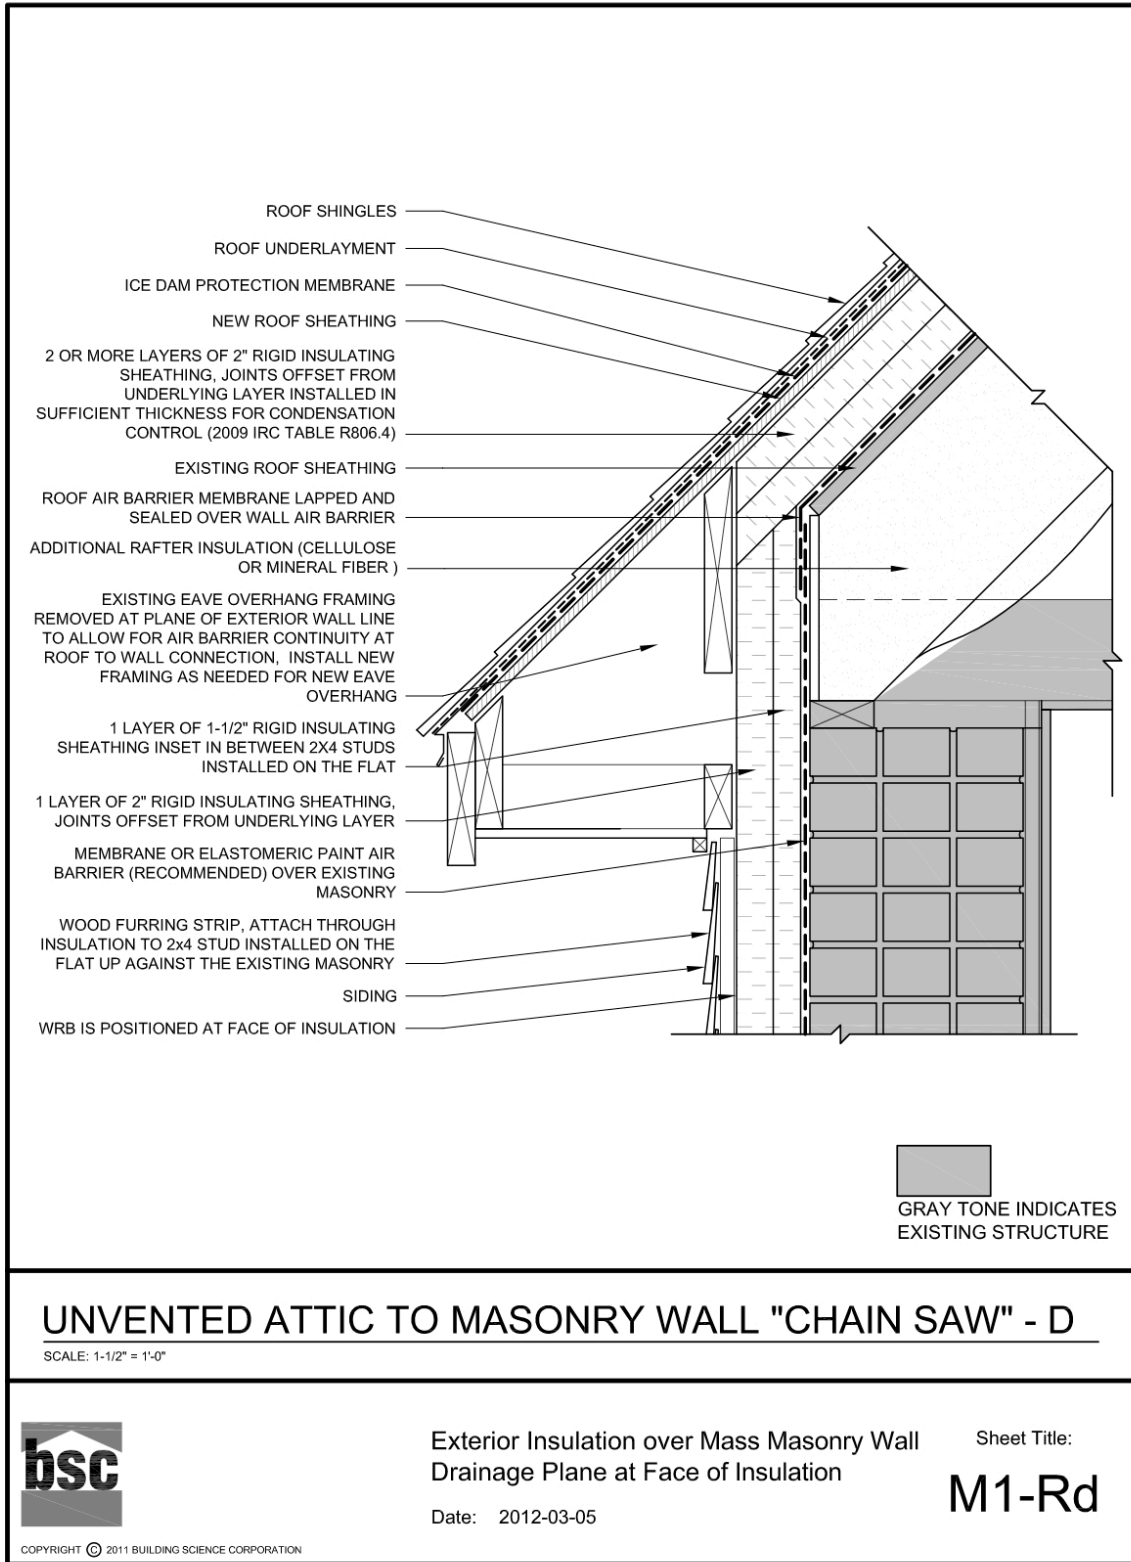 ROOF SHINGLES
ROOF UNDERLAYMENT
ICE DAM PROTECTION MEMBRANE
NEW ROOF SHEATHING
2 OR MORE LAYERS OF 2" RIGID INSULATING
SHEATHING, JOINTS OFFSET FROM
UNDERLYING LAYER INSTALLED IN
SUFFICIENT THICKNESS FOR CONDENSATION
CONTROL (2009 IRC TABLE R806.4)
EXISTING ROOF SHEATHING
ROOF AIR BARRIER MEMBRANE LAPPED AND
SEALED OVER WALL AIR BARRIER
ADDITIONAL RAFTER INSULATION (CELLULOSE
OR MINERAL FIBER )
EXISTING EAVE OVERHANG FRAMING
REMOVED AT PLANE OF EXTERIOR WALL LINE
TO ALLOW FOR AIR BARRIER CONTINUITY AT
ROOF TO WALL CONNECTION, INSTALL NEW
FRAMING AS NEEDED FOR NEW EAVE
OVERHANG
1 LAYER OF 1-1/2" RIGID INSULATING
SHEATHING INSET IN BETWEEN 2X4 STUDS
INSTALLED ON THE FLAT
1 LAYER OF 2" RIGID INSULATING SHEATHING,
JOINTS OFFSET FROM UNDERLYING LAYER
MEMBRANE OR ELASTOMERIC PAINT AIR
BARRIER (RECOMMENDED) OVER EXISTING
MASONRY
WOOD FURRING STRIP, ATTACH THROUGH
INSULATION TO 2x4 STUD INSTALLED ON THE
FLAT UP AGAINST THE EXISTING MASONRY
SIDING
WRB IS POSITIONED AT FACE OF INSULATION
GRAY TONE INDICATES
EXISTING STRUCTURE
UNVENTED ATTIC TO MASONRY WALL "CHAIN SAW" - D
SCALE: 1-1/2" = 1'-0"
bsc
Exterior Insulation over Mass Masonry Wall
Drainage Plane at Face of Insulation
Date: 2012-03-05
Sheet Title:
M1-Rd
COPYRIGHT © 2011 BUILDING SCIENCE CORPORATION